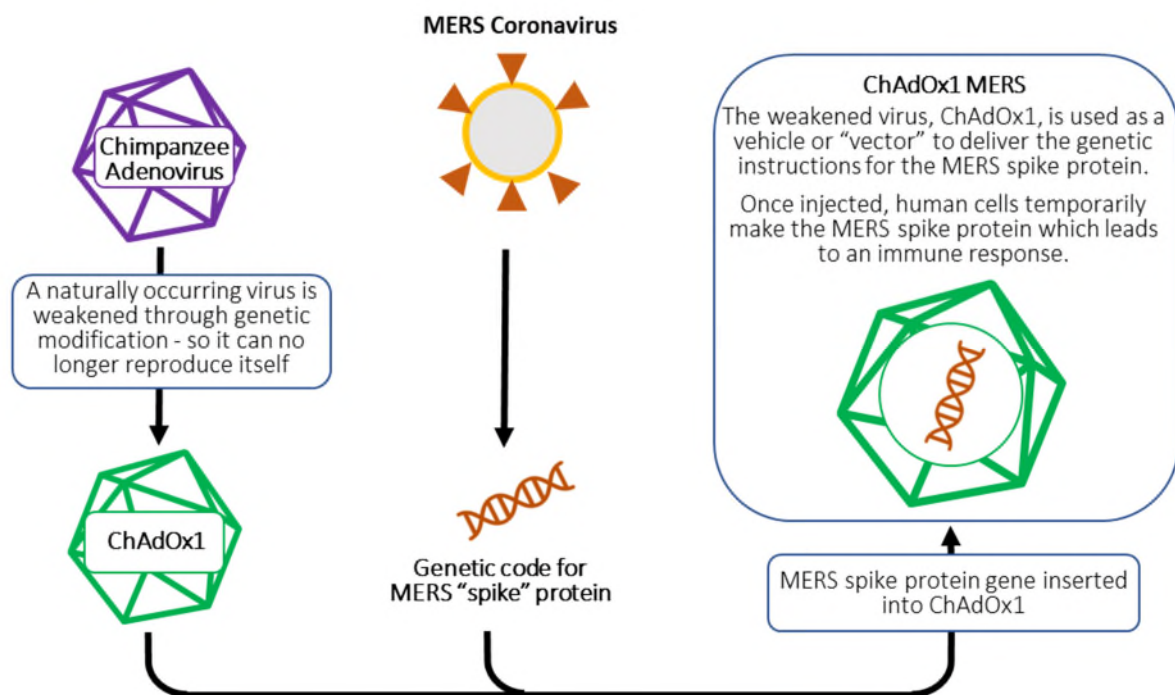 MERS Coronavirus
Chimpanzee
Adenovirus
A naturally occurring virus is
weakened through genetic
modification - so it can no
longer reproduce itself
ChAdOx1
Genetic code for
MERS “spike” protein
ChAdOx1 MERS
The weakened virus, ChAdOx1, is used as a
vehicle or “vector” to deliver the genetic
instructions for the MERS spike protein.
Once injected, human cells temporarily
make the MERS spike protein which leads
to an immune response.
MERS spike protein gene inserted
into ChAdOx1